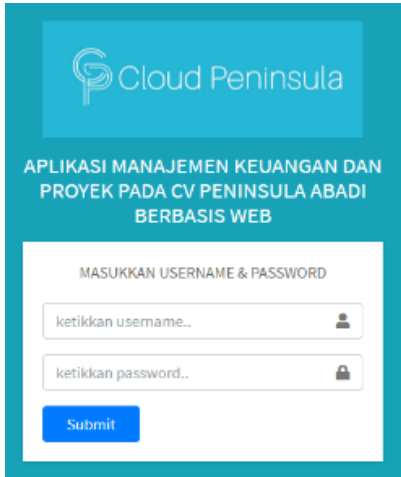 Cloud Peninsula
APLIKASI MANAJEMEN KEUANGAN DAN
PROYEK PADA CV PENINSULA ABADI
BERBASIS WEB
MASUKKAN USERNAME & PASSWORD
ketikkan username..
ketikkan password..
Submit